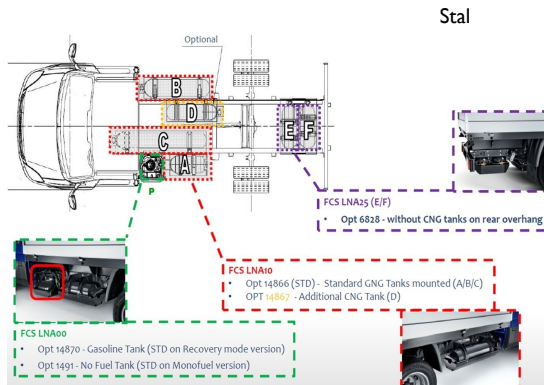 Stal
Optional
B
D
C
A
E
F
P
FCS LNA25 (E/F)
• Opt 6828 - without CNG tanks on rear overhang
FCS LNA10
• Opt 14866 (STD) - Standard GNG Tanks mounted (A/B/C)
• OPT 14867 - Additional CNG Tank (D)
FCS LNA00
• Opt 14870 - Gasoline Tank (STD on Recovery mode version)
• Opt 1491 - No Fuel Tank (STD on Monofuel version)